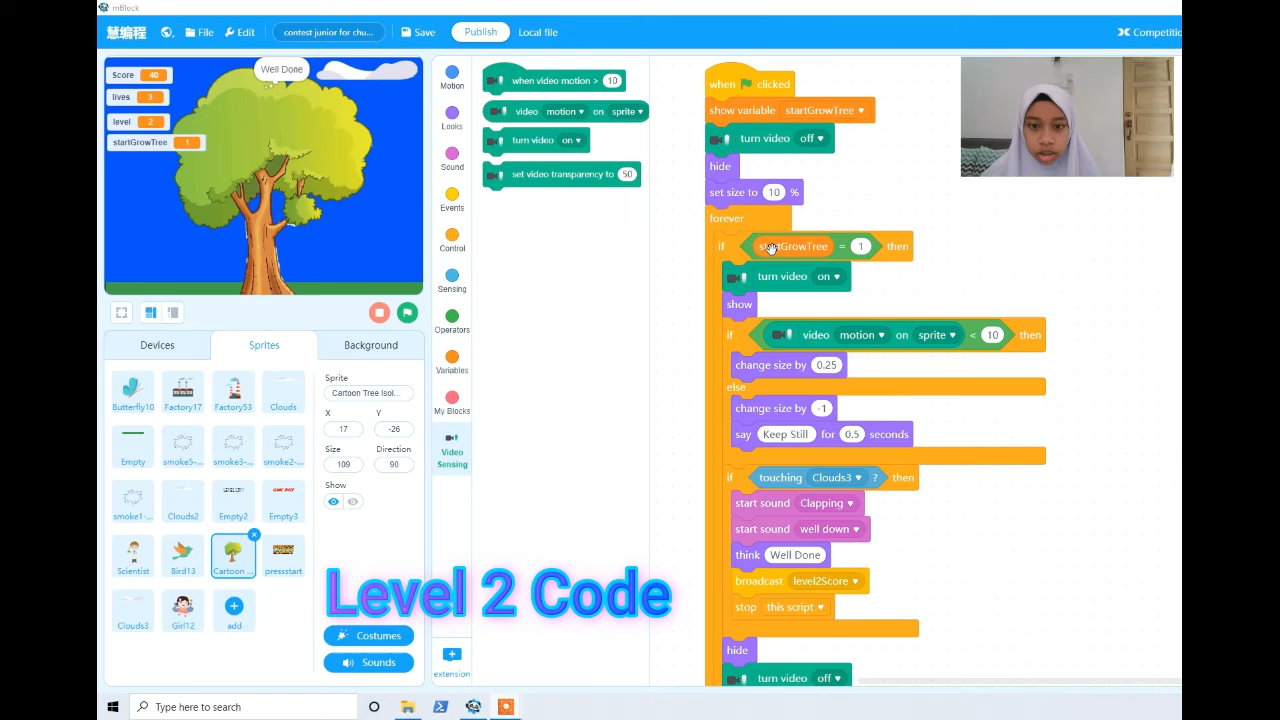 mBlock
慧编程
File
Edit
contest junior for chu...
Save
Publish
Local file
Competitio
Score 40
lives 3
level 2
startGrowTree 1
Well Done
Motion
Looks
Sound
Events
Control
Sensing
Operators
Variables
My Blocks
Video
Sensing
extension
when video motion > 10
video motion on sprite
turn video on
set video transparency to 50
when clicked
show variable startGrowTree
turn video off
hide
set size to 10 %
forever
if startGrowTree = 1 then
turn video on
show
if video motion on sprite < 10 then
change size by 0.25
else
change size by -1
say Keep Still for 0.5 seconds
if touching Clouds3 ? then
start sound Clapping
start sound well down
think Well Done
broadcast level2Score
stop this script
hide
turn video off
Devices
Sprites
Background
Butterfly10
Factory17
Factory53
Clouds
Empty
smoke5-...
smoke3-...
smoke2-...
smoke1-...
Clouds2
Empty2
Empty3
Scientist
Bird13
Cartoon ...
pressstart
Clouds3
Girl12
add
Sprite
Cartoon Tree Isol...
X
Y
17
-26
Size
Direction
109
90
Show
Costumes
Sounds
Level 2 Code
Type here to search